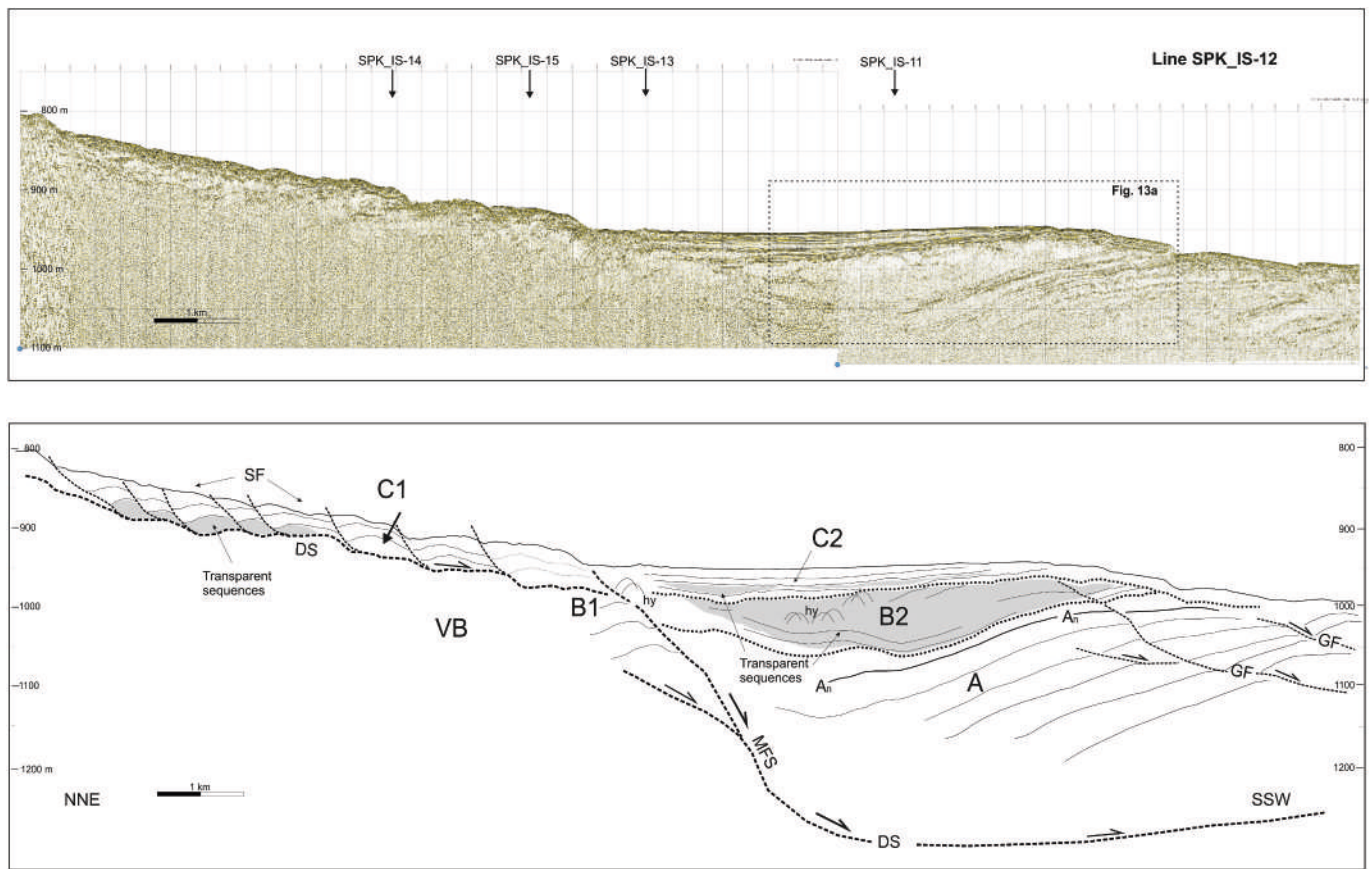 SPK_IS-14
SPK_IS-15
SPK_IS-13
SPK_IS-11
Line SPK_IS-12
800 m
900 m
1000 m
1100 m
Fig. 13a
1 km
800
900
1000
1100
1200 m
800
900
1000
1100
1200
SF
C1
DS
Transparent
sequences
VB
B1
hy
C2
hy
B2
Transparent
sequences
An
An
A
GF
GF
MFS
DS
NNE
1 km
SSW